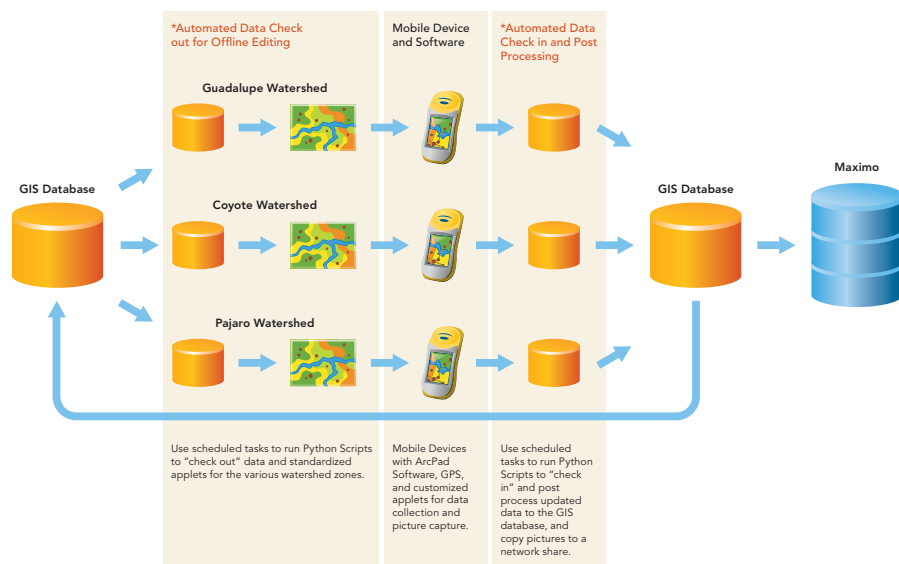 *Automated Data Check
out for Offline Editing
Mobile Device
and Software
*Automated Data
Check in and Post
Processing
Guadalupe Watershed
GIS Database
Coyote Watershed
GIS Database
Maximo
Pajaro Watershed
Use scheduled tasks to run Python Scripts
to “check out” data and standardized
applets for the various watershed zones.
Mobile Devices
with ArcPad
Software, GPS,
and customized
applets for data
collection and
picture capture.
Use scheduled
tasks to run Python
Scripts to “check
in” and post
process updated
data to the GIS
database, and
copy pictures to a
network share.